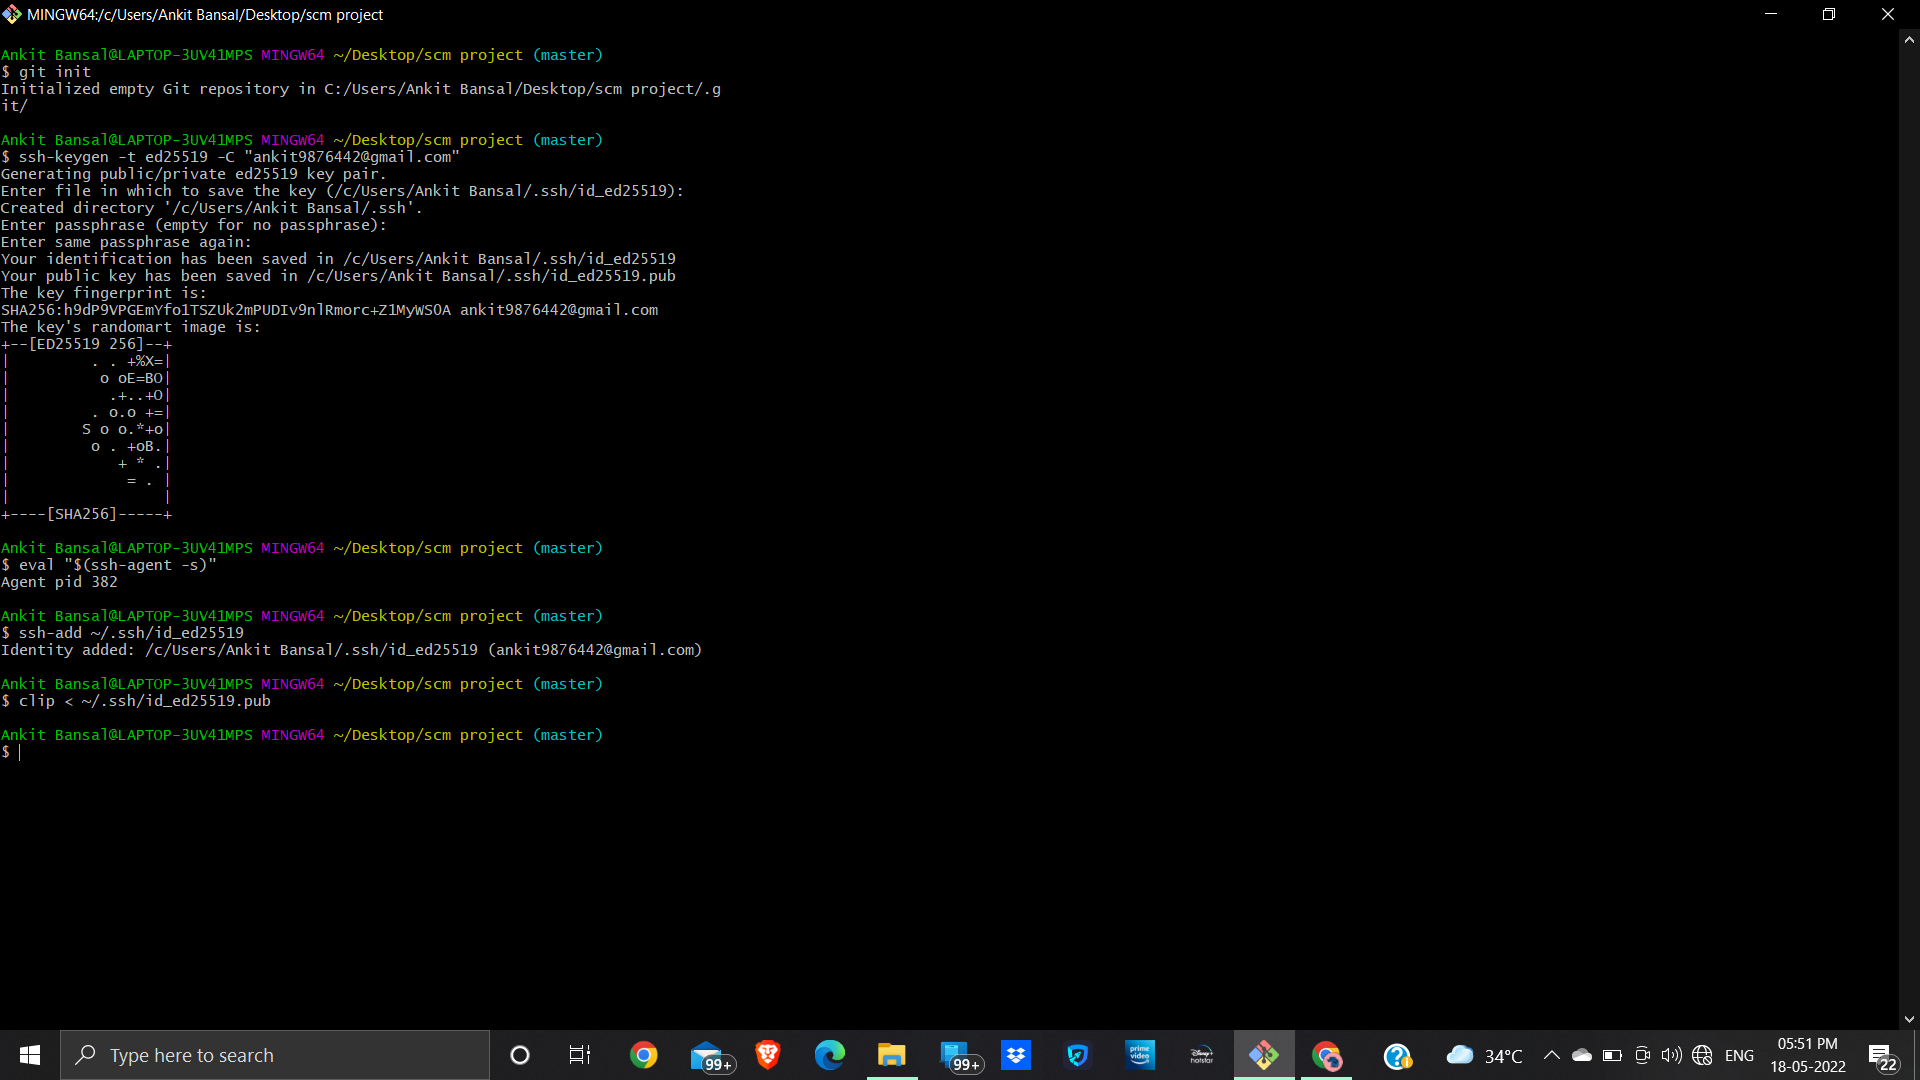 MINGW64:/c/Users/Ankit Bansal/Desktop/scm project
Ankit Bansal@LAPTOP-3UV41MPS MINGW64 ~/Desktop/scm project (master)
$ git init
Initialized empty Git repository in C:/Users/Ankit Bansal/Desktop/scm project/.g
it/
Ankit Bansal@LAPTOP-3UV41MPS MINGW64 ~/Desktop/scm project (master)
$ ssh-keygen -t ed25519 -C "ankit9876442@gmail.com"
Generating public/private ed25519 key pair.
Enter file in which to save the key (/c/Users/Ankit Bansal/.ssh/id_ed25519):
Created directory '/c/Users/Ankit Bansal/.ssh'.
Enter passphrase (empty for no passphrase):
Enter same passphrase again:
Your identification has been saved in /c/Users/Ankit Bansal/.ssh/id_ed25519
Your public key has been saved in /c/Users/Ankit Bansal/.ssh/id_ed25519.pub
The key fingerprint is:
SHA256:h9dP9VPGEmYfo1TSZUk2mPUDIv9nlRmorc+Z1MyWSOA ankit9876442@gmail.com
The key's randomart image is:
+--[ED25519 256]--+
|         . . +%X=|
|          o oE=BO|
|           .+..+O|
|         . o.o +=|
|        S o o.*+o|
|         o . +oB.|
|            + * .|
|             = . |
|                 |
+----[SHA256]-----+
Ankit Bansal@LAPTOP-3UV41MPS MINGW64 ~/Desktop/scm project (master)
$ eval "$(ssh-agent -s)"
Agent pid 382
Ankit Bansal@LAPTOP-3UV41MPS MINGW64 ~/Desktop/scm project (master)
$ ssh-add ~/.ssh/id_ed25519
Identity added: /c/Users/Ankit Bansal/.ssh/id_ed25519 (ankit9876442@gmail.com)
Ankit Bansal@LAPTOP-3UV41MPS MINGW64 ~/Desktop/scm project (master)
$ clip < ~/.ssh/id_ed25519.pub
Ankit Bansal@LAPTOP-3UV41MPS MINGW64 ~/Desktop/scm project (master)
$
Type here to search
99+
99+
prime video
Disney+ hotstar
34°C
ENG
05:51 PM
18-05-2022
22